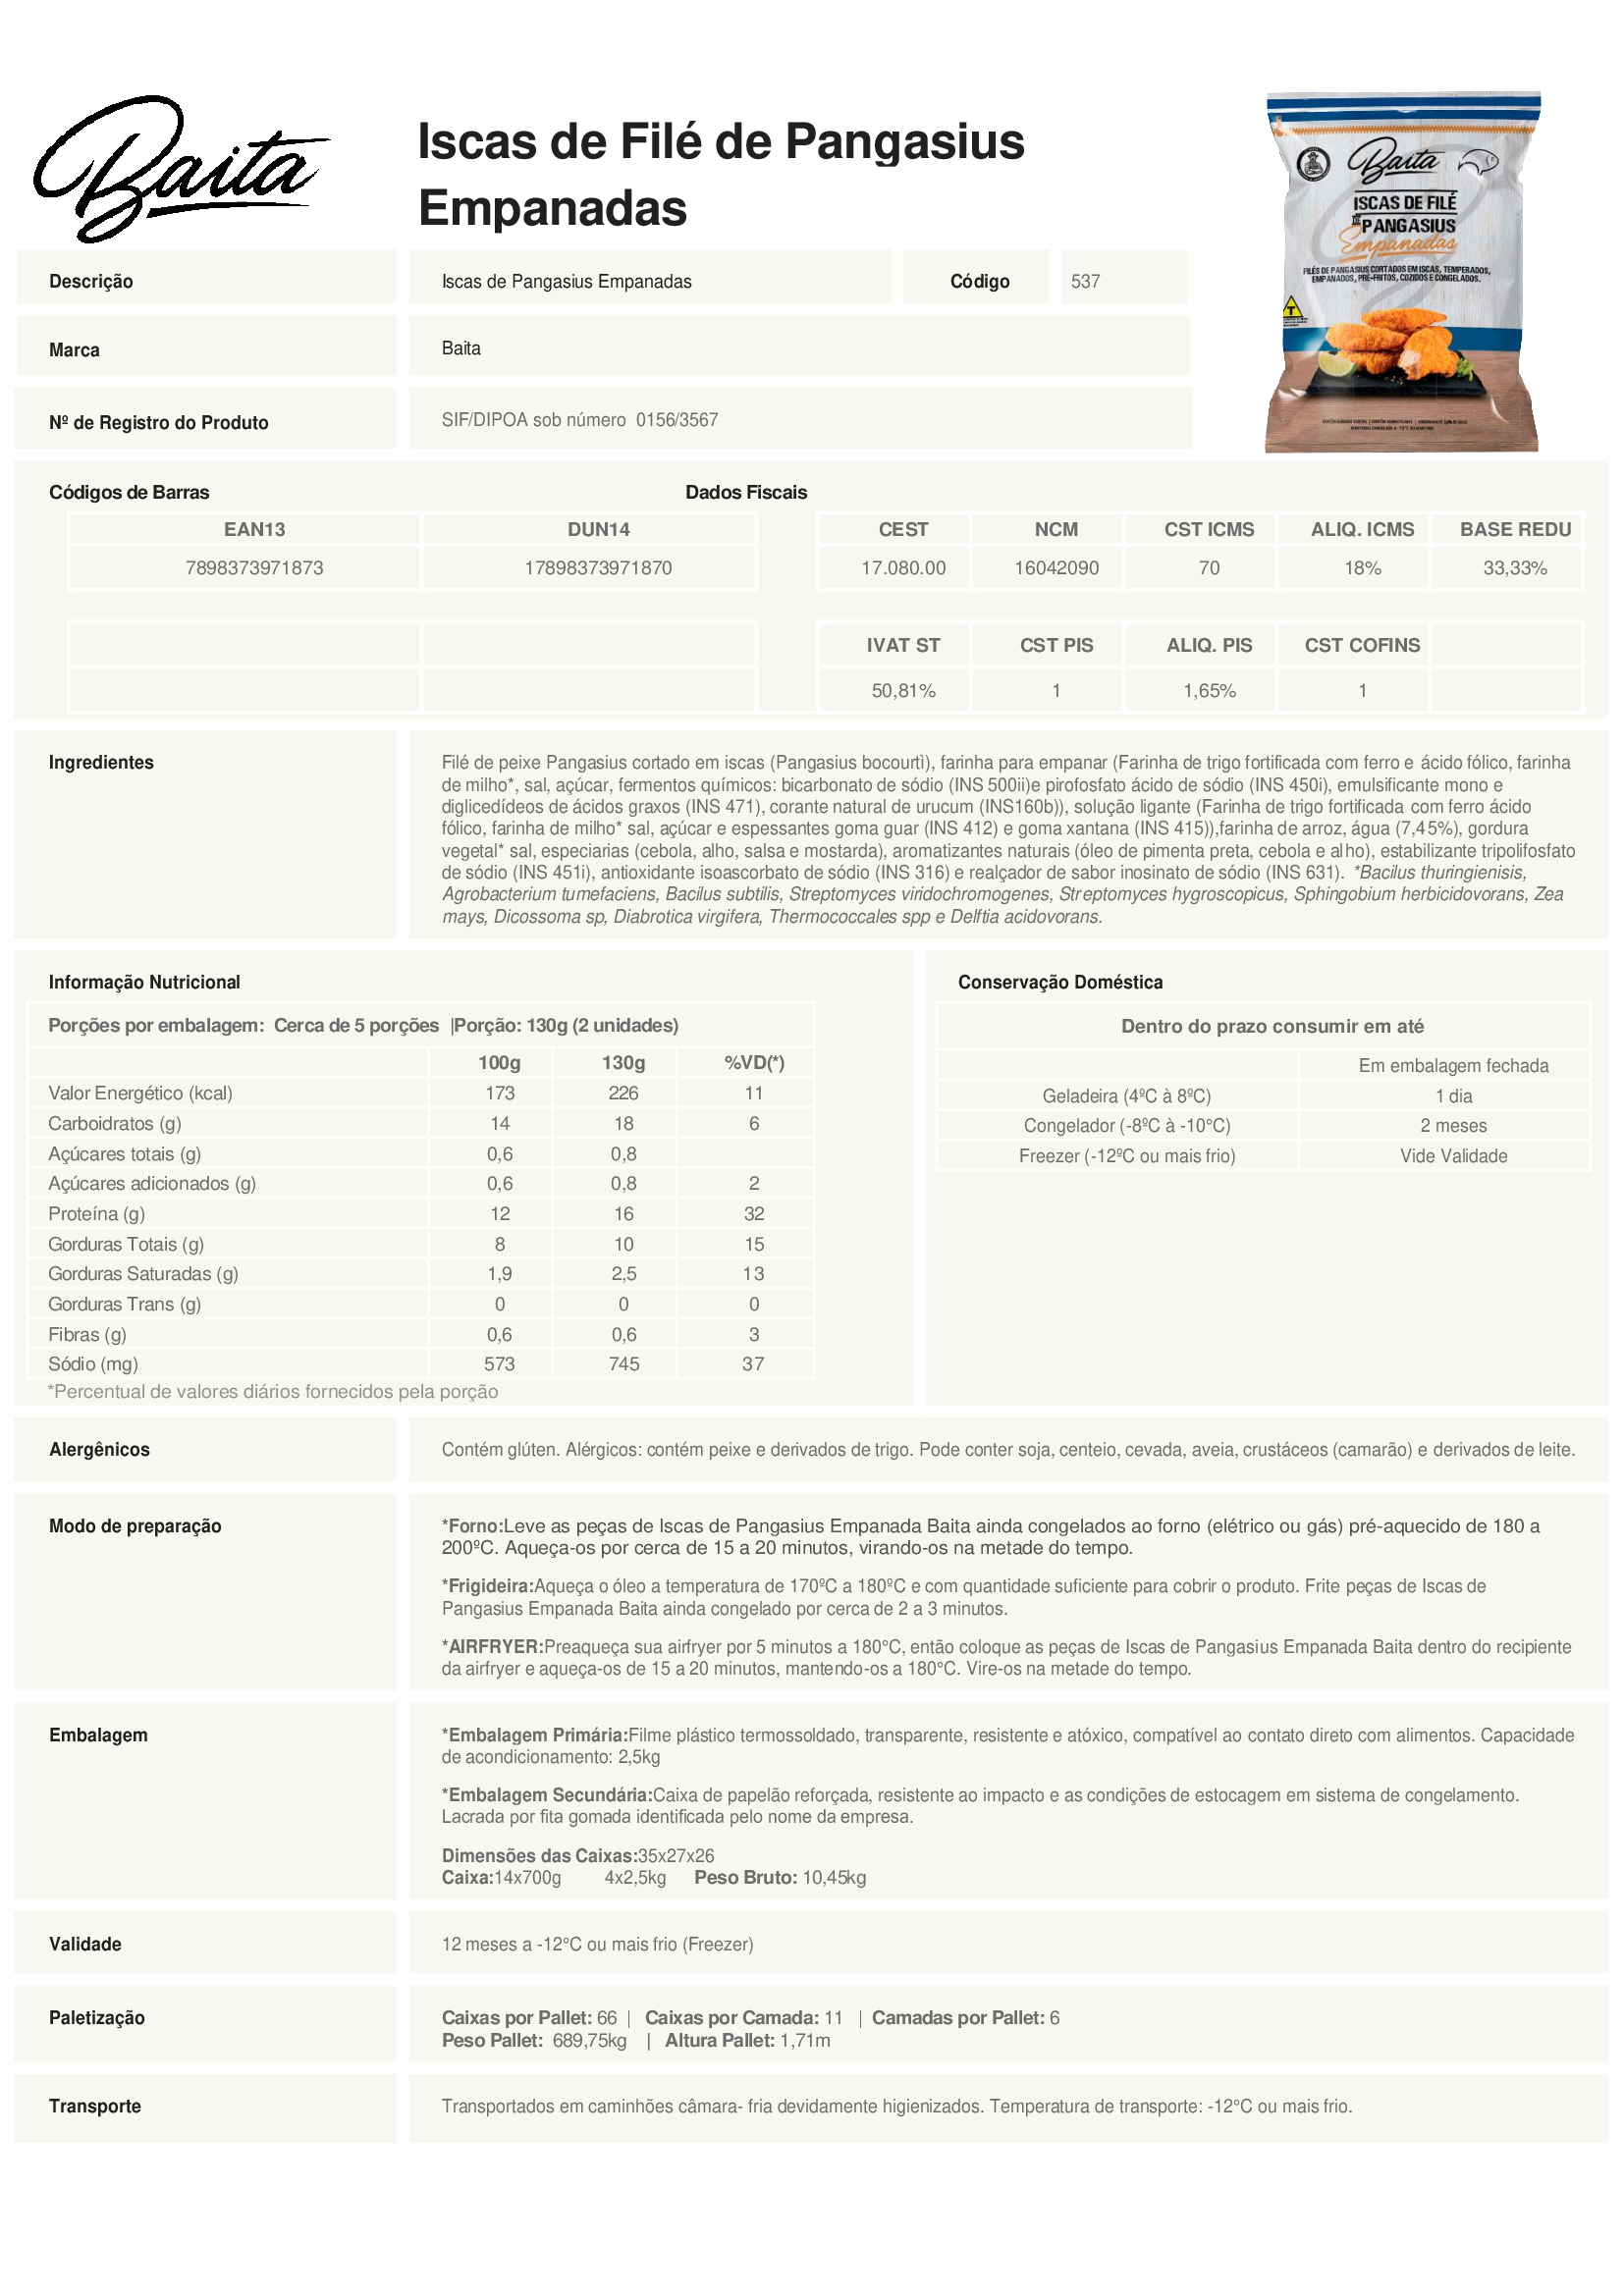 Baita
Iscas de Filé de Pangasius
Empanadas
Baita
ISCAS DE FILÉ
DE PANGASIUS
Empanadas
FILÉS DE PANGASIUS CORTADOS EM ISCAS, TEMPERADOS,
EMPANADOS, PRÉ-FRITOS, COZIDOS E CONGELADOS.
T
Descrição Iscas de Pangasius Empanadas Código 537
Marca Baita
Nº de Registro do Produto SIF/DIPOA sob número 0156/3567
Códigos de Barras Dados Fiscais
EAN13 DUN14 CEST NCM CST ICMS ALIQ. ICMS BASE REDU
7898373971873 17898373971870 17.080.00 16042090 70 18% 33,33%
IVAT ST CST PIS ALIQ. PIS CST COFINS
50,81% 1 1,65% 1
Ingredientes Filé de peixe Pangasius cortado em iscas (Pangasius bocourtì), farinha para empanar (Farinha de trigo fortificada com ferro e ácido fólico, farinha
de milho*, sal, açúcar, fermentos químicos: bicarbonato de sódio (INS 500ii)e pirofosfato ácido de sódio (INS 450i), emulsificante mono e
diglicedídeos de ácidos graxos (INS 471), corante natural de urucum (INS160b)), solução ligante (Farinha de trigo fortificada com ferro ácido
fólico, farinha de milho* sal, açúcar e espessantes goma guar (INS 412) e goma xantana (INS 415)),farinha de arroz, água (7,45%), gordura
vegetal* sal, especiarias (cebola, alho, salsa e mostarda), aromatizantes naturais (óleo de pimenta preta, cebola e alho), estabilizante tripolifosfato
de sódio (INS 451i), antioxidante isoascorbato de sódio (INS 316) e realçador de sabor inosinato de sódio (INS 631). *Bacilus thuringienisis,
Agrobacterium tumefaciens, Bacilus subtilis, Streptomyces viridochromogenes, Streptomyces hygroscopicus, Sphingobium herbicidovorans, Zea
mays, Dicossoma sp, Diabrotica virgifera, Thermococcales spp e Delftia acidovorans.
Informação Nutricional
Porções por embalagem: Cerca de 5 porções |Porção: 130g (2 unidades)
100g 130g %VD(*)
Valor Energético (kcal) 173 226 11
Carboidratos (g) 14 18 6
Açúcares totais (g) 0,6 0,8
Açúcares adicionados (g) 0,6 0,8 2
Proteína (g) 12 16 32
Gorduras Totais (g) 8 10 15
Gorduras Saturadas (g) 1,9 2,5 13
Gorduras Trans (g) 0 0 0
Fibras (g) 0,6 0,6 3
Sódio (mg) 573 745 37
*Percentual de valores diários fornecidos pela porção
Conservação Doméstica
Dentro do prazo consumir em até
Em embalagem fechada
Geladeira (4ºC à 8ºC) 1 dia
Congelador (-8ºC à -10°C) 2 meses
Freezer (-12ºC ou mais frio) Vide Validade
Alergênicos Contém glúten. Alérgicos: contém peixe e derivados de trigo. Pode conter soja, centeio, cevada, aveia, crustáceos (camarão) e derivados de leite.
Modo de preparação *Forno:Leve as peças de Iscas de Pangasius Empanada Baita ainda congelados ao forno (elétrico ou gás) pré-aquecido de 180 a
200ºC. Aqueça-os por cerca de 15 a 20 minutos, virando-os na metade do tempo.
*Frigideira:Aqueça o óleo a temperatura de 170ºC a 180ºC e com quantidade suficiente para cobrir o produto. Frite peças de Iscas de
Pangasius Empanada Baita ainda congelado por cerca de 2 a 3 minutos.
*AIRFRYER:Preaqueça sua airfryer por 5 minutos a 180°C, então coloque as peças de Iscas de Pangasius Empanada Baita dentro do recipiente
da airfryer e aqueça-os de 15 a 20 minutos, mantendo-os a 180°C. Vire-os na metade do tempo.
Embalagem *Embalagem Primária:Filme plástico termossoldado, transparente, resistente e atóxico, compatível ao contato direto com alimentos. Capacidade
de acondicionamento: 2,5kg
*Embalagem Secundária:Caixa de papelão reforçada, resistente ao impacto e as condições de estocagem em sistema de congelamento.
Lacrada por fita gomada identificada pelo nome da empresa.
Dimensões das Caixas:35x27x26
Caixa:14x700g 4x2,5kg Peso Bruto: 10,45kg
Validade 12 meses a -12°C ou mais frio (Freezer)
Paletização Caixas por Pallet: 66 | Caixas por Camada: 11 | Camadas por Pallet: 6
Peso Pallet: 689,75kg | Altura Pallet: 1,71m
Transporte Transportados em caminhões câmara- fria devidamente higienizados. Temperatura de transporte: -12°C ou mais frio.